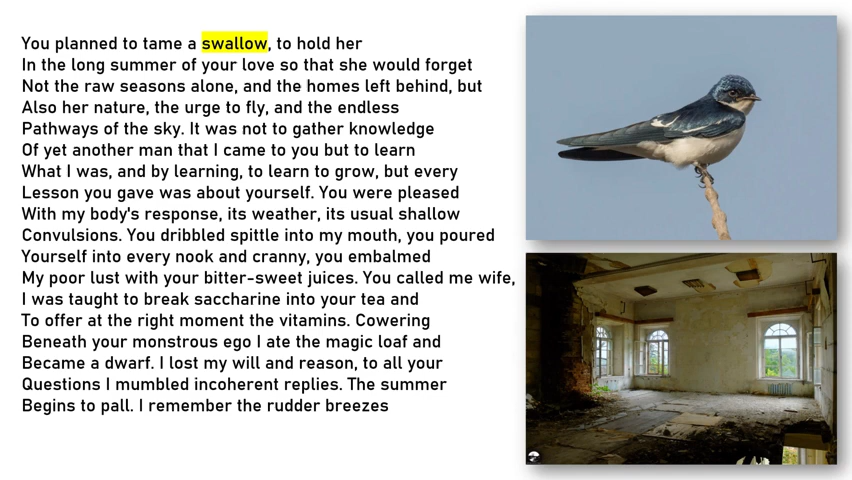 You planned to tame a swallow, to hold her
In the long summer of your love so that she would forget
Not the raw seasons alone, and the homes left behind, but
Also her nature, the urge to fly, and the endless
Pathways of the sky. It was not to gather knowledge
Of yet another man that I came to you but to learn
What I was, and by learning, to learn to grow, but every
Lesson you gave was about yourself. You were pleased
With my body's response, its weather, its usual shallow
Convulsions. You dribbled spittle into my mouth, you poured
Yourself into every nook and cranny, you embalmed
My poor lust with your bitter-sweet juices. You called me wife,
I was taught to break saccharine into your tea and
To offer at the right moment the vitamins. Cowering
Beneath your monstrous ego I ate the magic loaf and
Became a dwarf. I lost my will and reason, to all your
Questions I mumbled incoherent replies. The summer
Begins to pall. I remember the rudder breezes